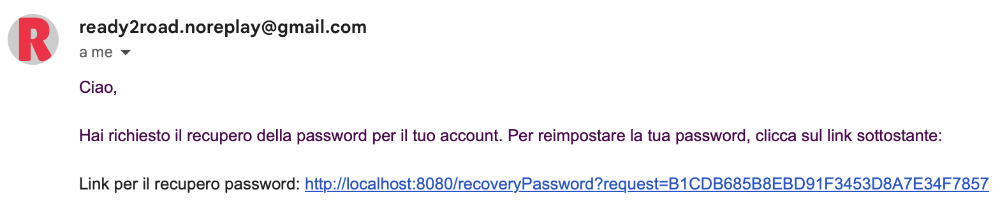 R
ready2road.noreplay@gmail.com
a me
Ciao,
Hai richiesto il recupero della password per il tuo account. Per reimpostare la tua password, clicca sul link sottostante:
Link per il recupero password: http://localhost:8080/recoveryPassword?request=B1CDB685B8EBD91F3453D8A7E34F7857